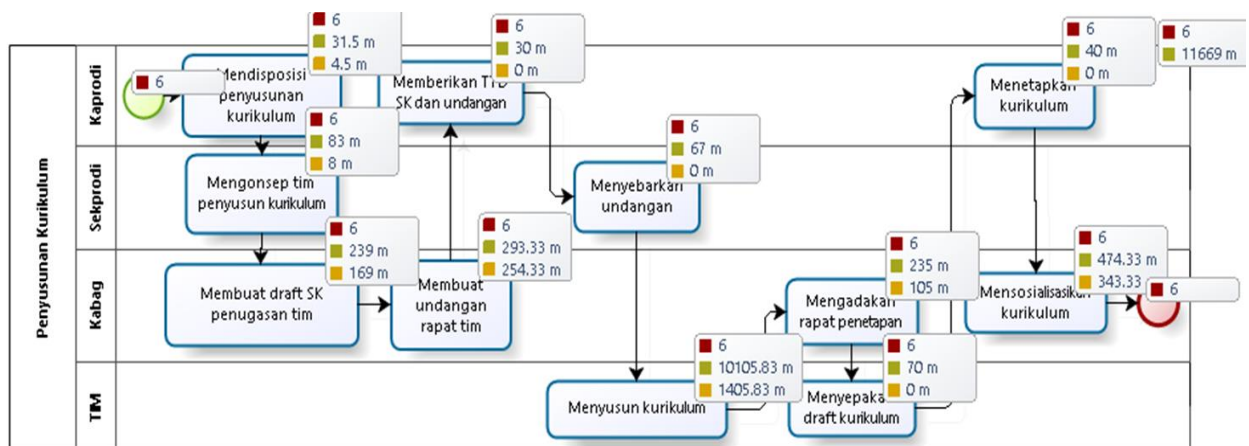 Penyusunan Kurikulum
Kaprodi
6
Mendisposisi
penyusunan
kurikulum
6
31.5 m
4.5 m
Memberikan TTD
SK dan undangan
6
30 m
0 m
Menetapkan
kurikulum
6
40 m
0 m
6
11669 m
Sekprodi
Mengonsep tim
penyusun kurikulum
6
83 m
8 m
Menyebarkan
undangan
6
67 m
0 m
Kabag
Membuat draft SK
penugasan tim
6
239 m
169 m
Membuat
undangan
rapat tim
6
293.33 m
254.33 m
Mengadakan
rapat penetapan
6
235 m
105 m
Mensosialisasikan
kurikulum
6
474.33 m
343.33
6
TIM
Menyusun kurikulum
6
10105.83 m
1405.83 m
Menyepaka
draft kurikulum
6
70 m
0 m